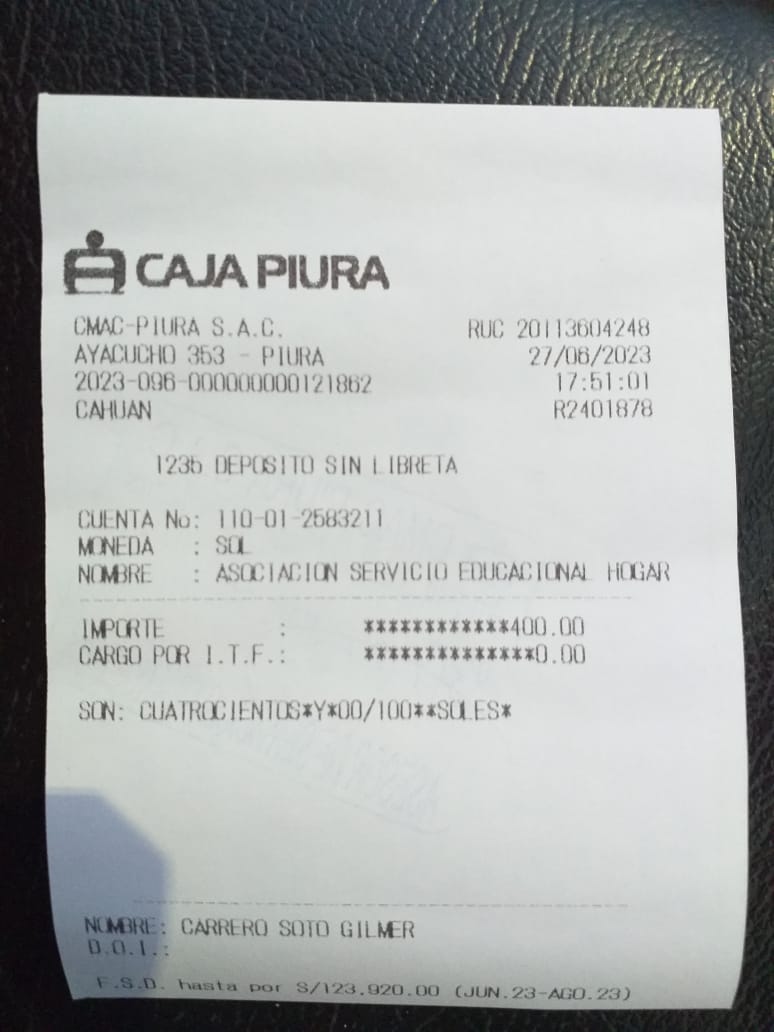 CAJA PIURA
CMAC-PIURA S.A.C. RUC 20113604248
AYACUCHO 353 - PIURA 27/06/2023
2023-096-000000000121862 17:51:01
CAHUAN R2401878
1235 DEPOSITO SIN LIBRETA
CUENTA No: 110-01-2583211
MONEDA : SOL
NOMBRE : ASOCIACION SERVICIO EDUCACIONAL HOGAR
IMPORTE : ************400.00
CARGO POR I.T.F.: **************0.00
SON: CUATROCIENTOS*Y*00/100**SOLES*
NOMBRE: CARRERO SOTO GILMER
D.O.I.:
F.S.D. hasta por S/123,920.00 (JUN.23-AGO.23)